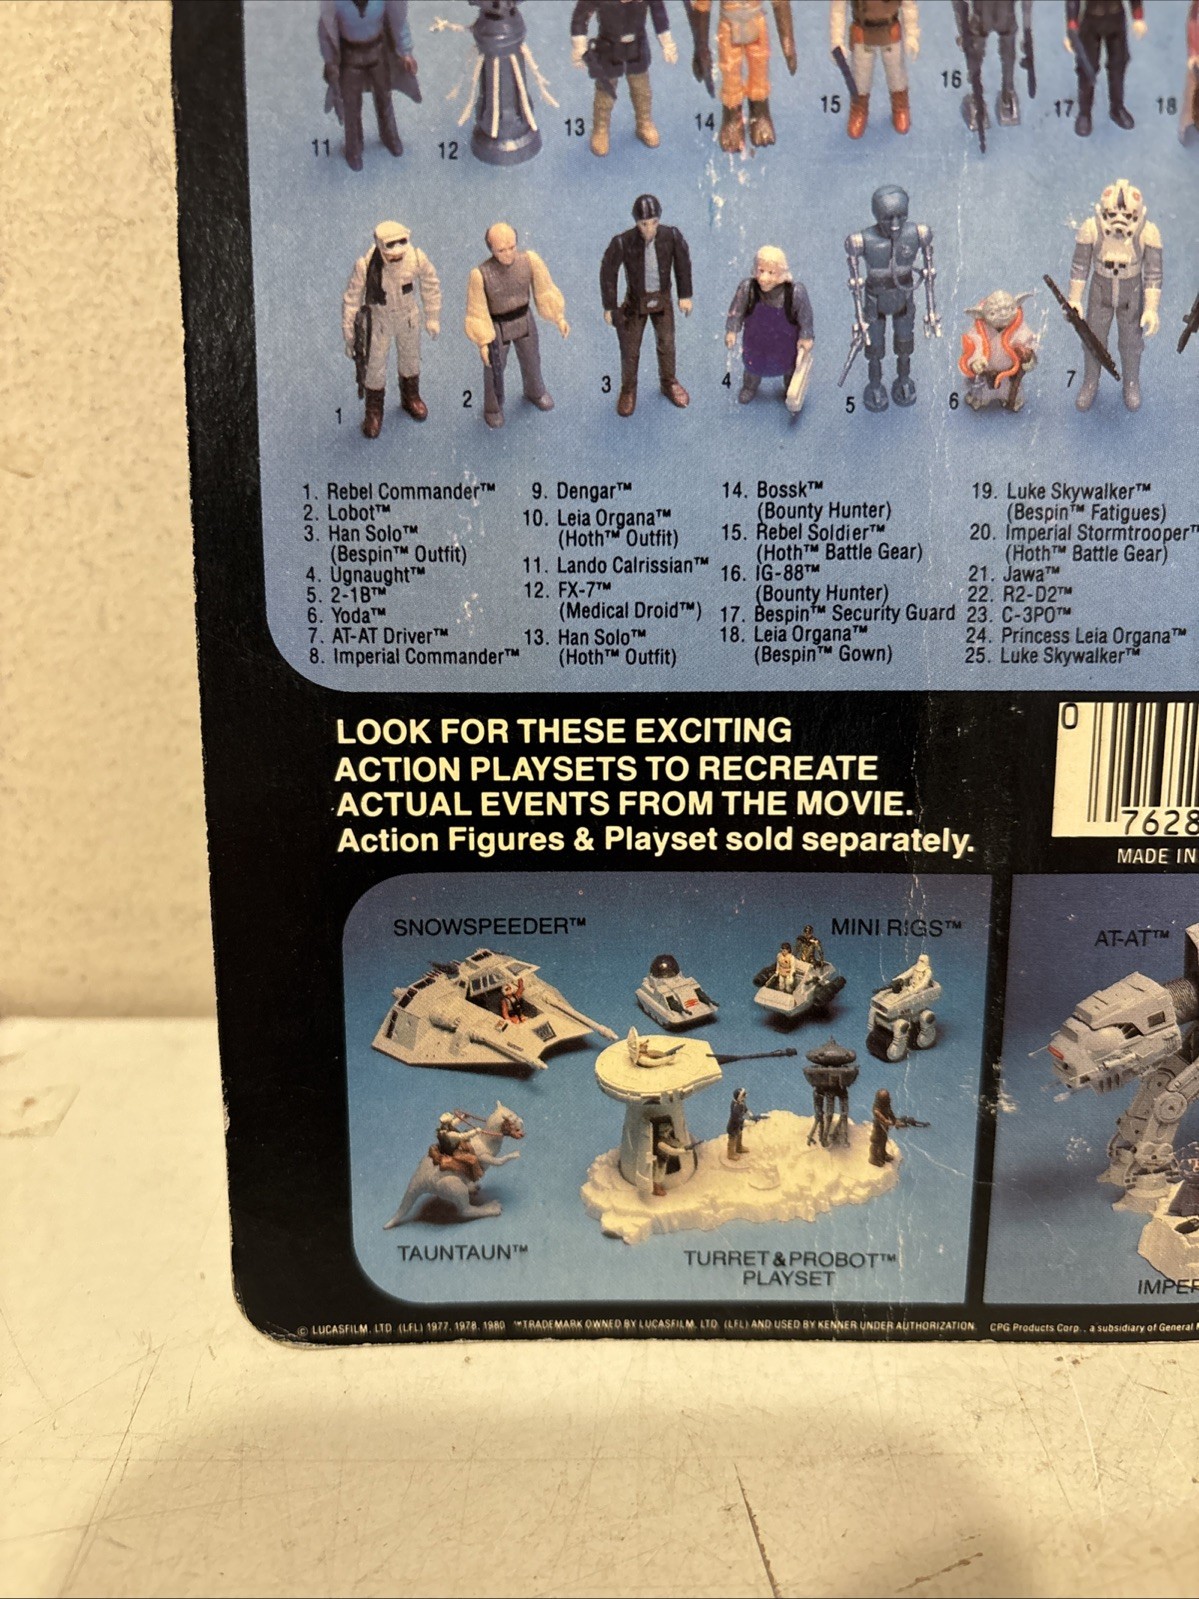 16
15
17
18
14
13
11
12
1
2
3
4
5
6
7
1. Rebel Commander™
2. Lobot™
3. Han Solo™
(Bespin™ Outfit)
4. Ugnaught™
5. 2-1B™
6. Yoda™
7. AT-AT Driver™
8. Imperial Commander™
9. Dengar™
10. Leia Organa™
(Hoth™ Outfit)
11. Lando Calrissian™
12. FX-7™
(Medical Droid™)
13. Han Solo™
(Hoth™ Outfit)
14. Bossk™
(Bounty Hunter)
15. Rebel Soldier™
(Hoth™ Battle Gear)
16. IG-88™
(Bounty Hunter)
17. Bespin™ Security Guard
18. Leia Organa™
(Bespin™ Gown)
19. Luke Skywalker™
(Bespin™ Fatigues)
20. Imperial Stormtrooper™
(Hoth™ Battle Gear)
21. Jawa™
22. R2-D2™
23. C-3PO™
24. Princess Leia Organa™
25. Luke Skywalker™
LOOK FOR THESE EXCITING
ACTION PLAYSETS TO RECREATE
ACTUAL EVENTS FROM THE MOVIE.
Action Figures & Playset sold separately.
0
7628
MADE IN
SNOWSPEEDER™
MINI RIGS™
AT-AT™
TAUNTAUN™
TURRET & PROBOT™
PLAYSET
IMPER
© LUCASFILM, LTD (LFL) 1977, 1978, 1980 ™TRADEMARK OWNED BY LUCASFILM, LTD. (LFL) AND USED BY KENNER UNDER AUTHORIZATION. CPG Products Corp., a subsidiary of General